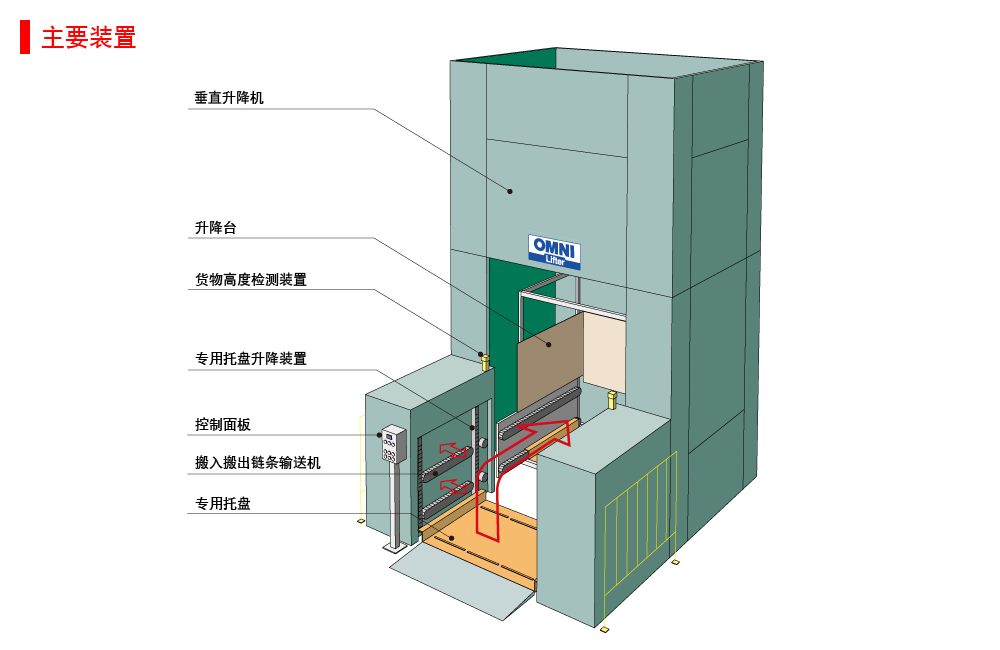 主要装置
垂直升降机
OMNI
Lifter
升降台
货物高度检测装置
专用托盘升降装置
控制面板
搬入搬出链条输送机
专用托盘